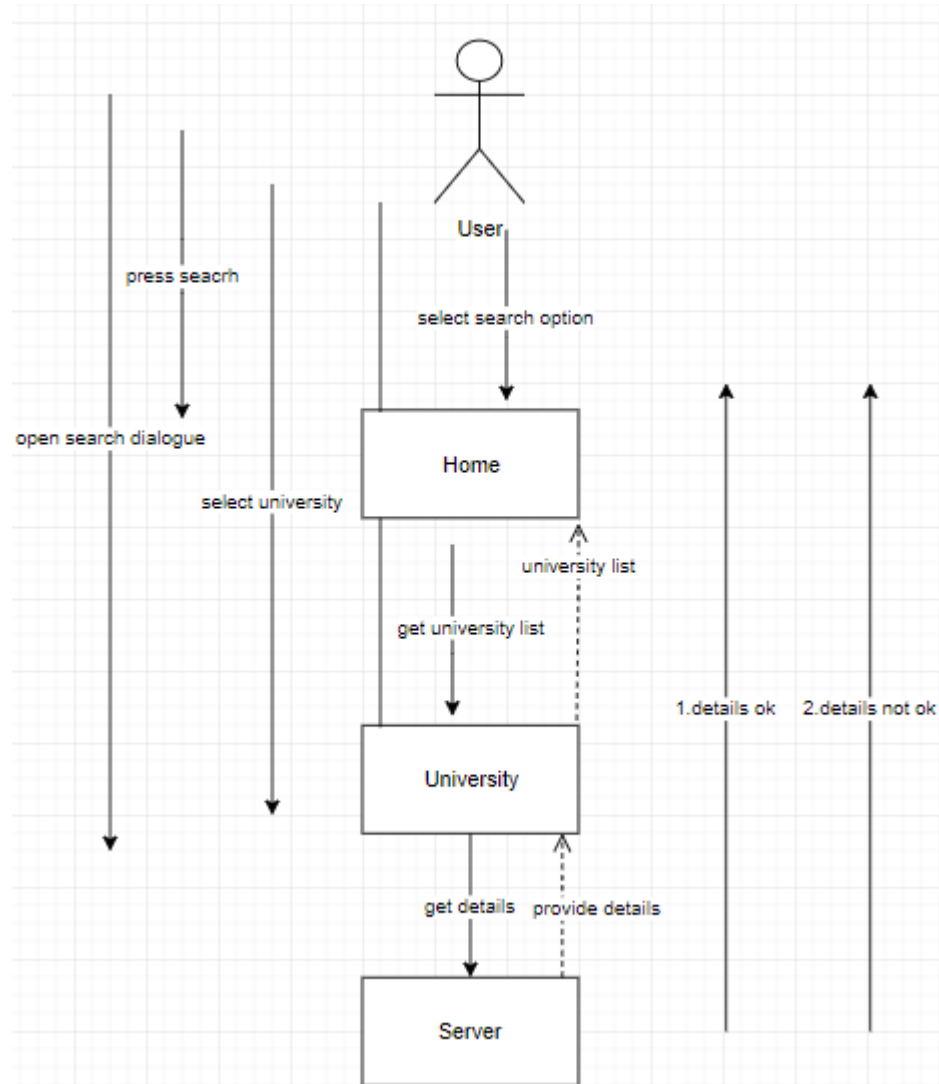 User
press seacrh
select search option
open search dialogue
Home
select university
university list
get university list
1.details ok
2.details not ok
University
get details
provide details
Server